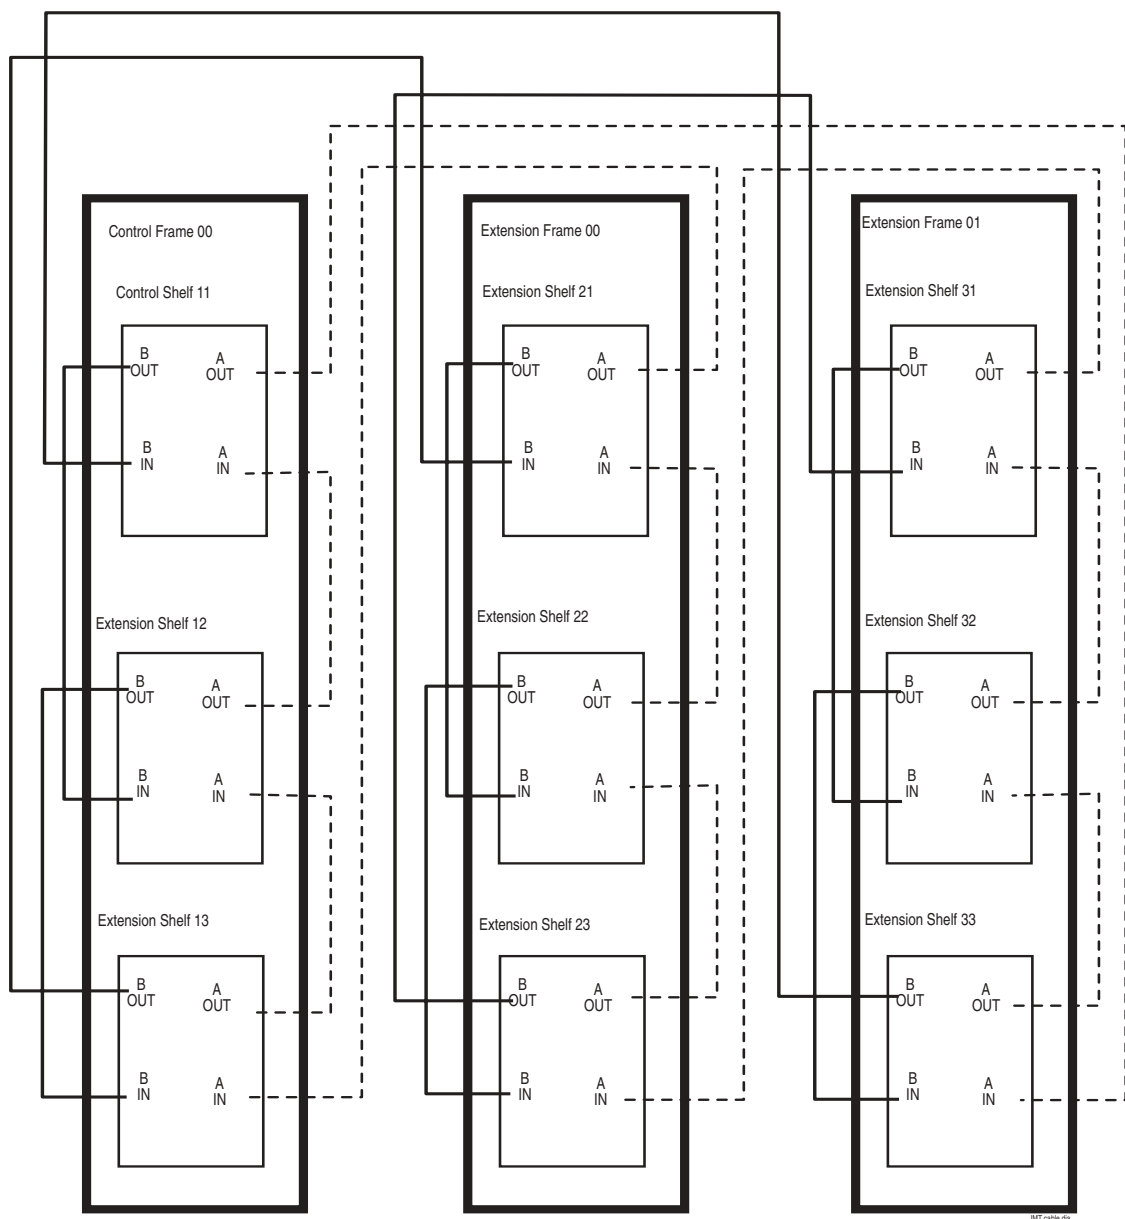 Control Frame 00
Control Shelf 11
B
OUT
A
OUT
B
IN
A
IN
Extension Shelf 12
B
OUT
A
OUT
B
IN
A
IN
Extension Shelf 13
B
OUT
A
OUT
B
IN
A
IN
Extension Frame 00
Extension Shelf 21
B
OUT
A
OUT
B
IN
A
IN
Extension Shelf 22
B
OUT
A
OUT
B
IN
A
IN
Extension Shelf 23
B
OUT
A
OUT
B
IN
A
IN
Extension Frame 01
Extension Shelf 31
B
OUT
A
OUT
B
IN
A
IN
Extension Shelf 32
B
OUT
A
OUT
B
IN
A
IN
Extension Shelf 33
B
OUT
A
OUT
B
IN
A
IN
IMT cable dia